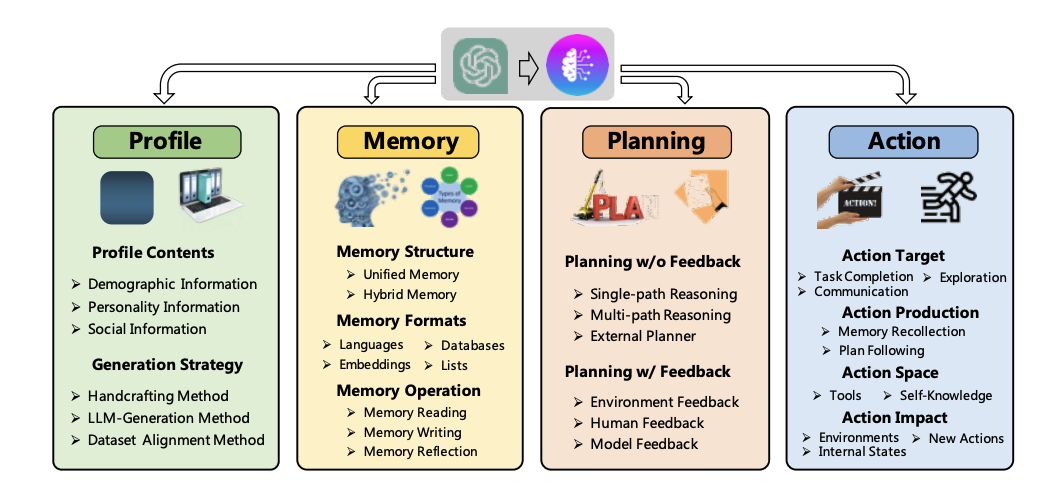 Profile
Profile Contents
➢ Demographic Information
➢ Personality Information
➢ Social Information
Generation Strategy
➢ Handcrafting Method
➢ LLM-Generation Method
➢ Dataset Alignment Method
Memory
Types of
Memory
Memory Structure
➢ Unified Memory
➢ Hybrid Memory
Memory Formats
➢ Languages ➢ Databases
➢ Embeddings ➢ Lists
Memory Operation
➢ Memory Reading
➢ Memory Writing
➢ Memory Reflection
Planning
PLA
Planning w/o Feedback
➢ Single-path Reasoning
➢ Multi-path Reasoning
➢ External Planner
Planning w/ Feedback
➢ Environment Feedback
➢ Human Feedback
➢ Model Feedback
Action
ACTION!
Action Target
➢ Task Completion ➢ Exploration
➢ Communication
Action Production
➢ Memory Recollection
➢ Plan Following
Action Space
➢ Tools ➢ Self-Knowledge
Action Impact
➢ Environments ➢ New Actions
➢ Internal States